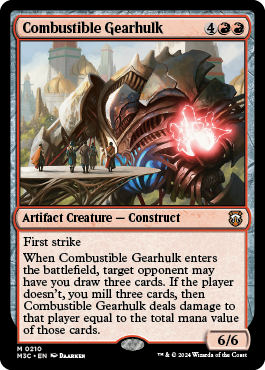 Combustible Gearhulk 4
Artifact Creature — Construct
First strike
When Combustible Gearhulk enters
the battlefield, target opponent may
have you draw three cards. If the player
doesn't, you mill three cards, then
Combustible Gearhulk deals damage to
that player equal to the total mana value
of those cards.
6/6
M 0210
M3C • EN DAARKEN
™ & © 2024 Wizards of the Coast